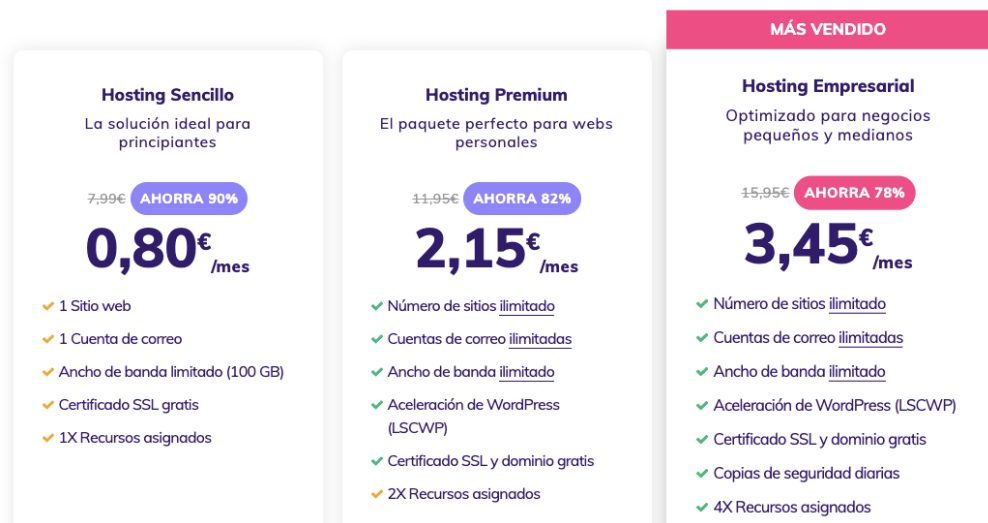 Hosting Sencillo
La solución ideal para
principiantes
7,99€ AHORRA 90%
0,80€
/mes
1 Sitio web
1 Cuenta de correo
Ancho de banda limitado (100 GB)
Certificado SSL gratis
1X Recursos asignados
Hosting Premium
El paquete perfecto para webs
personales
11,95€ AHORRA 82%
2,15€
/mes
Número de sitios ilimitado
Cuentas de correo ilimitadas
Ancho de banda ilimitado
Aceleración de WordPress
(LSCWP)
Certificado SSL y dominio gratis
2X Recursos asignados
MÁS VENDIDO
Hosting Empresarial
Optimizado para negocios
pequeños y medianos
15,95€ AHORRA 78%
3,45€
/mes
Número de sitios ilimitado
Cuentas de correo ilimitadas
Ancho de banda ilimitado
Aceleración de WordPress (LSCWP)
Certificado SSL y dominio gratis
Copias de seguridad diarias
4X Recursos asignados